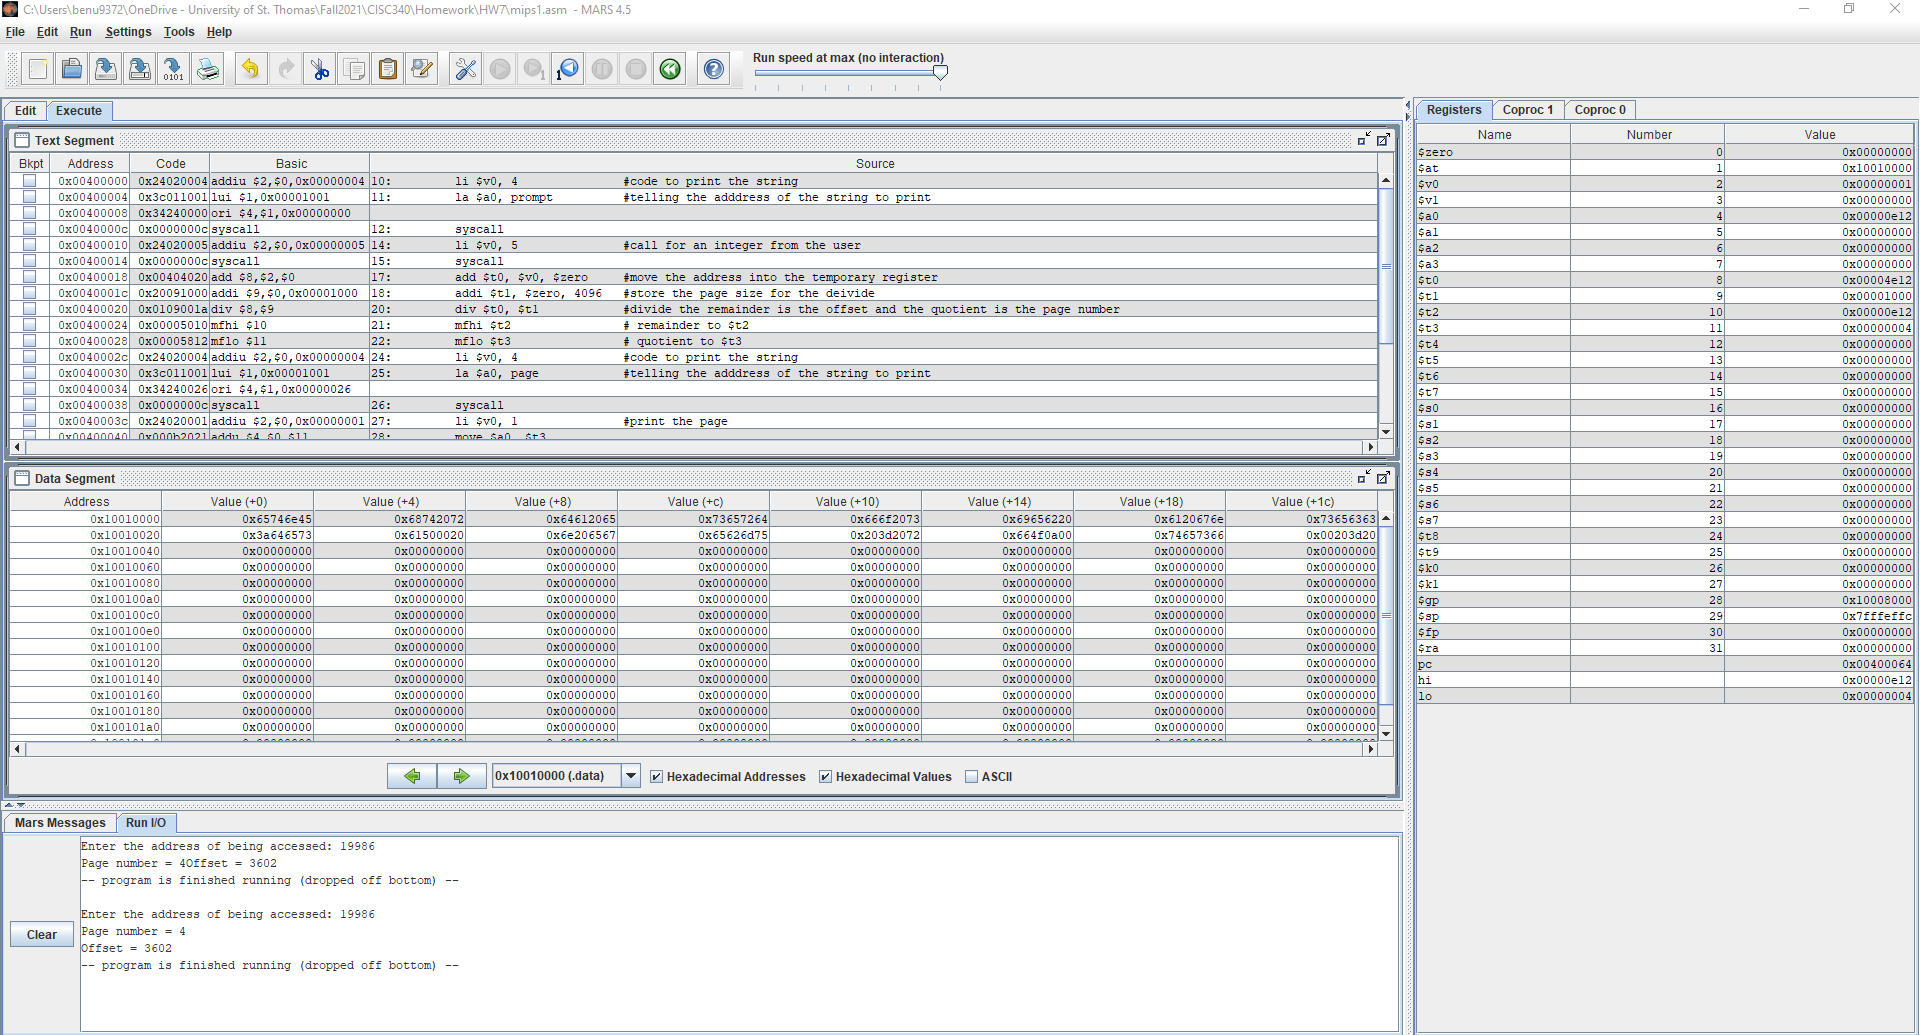 C:\Users\benu9372\OneDrive - University of St. Thomas\Fall2021\CISC340\Homework\HW7\mips1.asm - MARS 4.5
File Edit Run Settings Tools Help
Run speed at max (no interaction)
Edit Execute
Text Segment
Bkpt Address Code Basic Source
0x00400000 0x24020004 addiu $2,$0,0x00000004 10: li $v0, 4 #code to print the string
0x00400004 0x3c011001 lui $1,0x00001001 11: la $a0, prompt #telling the adddress of the string to print
0x00400008 0x34240000 ori $4,$1,0x00000000
0x0040000c 0x0000000c syscall 12: syscall
0x00400010 0x24020005 addiu $2,$0,0x00000005 14: li $v0, 5 #call for an integer from the user
0x00400014 0x0000000c syscall 15: syscall
0x00400018 0x00404020 add $8,$2,$0 17: add $t0, $v0, $zero #move the address into the temporary register
0x0040001c 0x20091000 addi $9,$0,0x00001000 18: addi $t1, $zero, 4096 #store the page size for the deivide
0x00400020 0x0109001a div $8,$9 20: div $t0, $t1 #divide the remainder is the offset and the quotient is the page number
0x00400024 0x00005010 mfhi $10 21: mfhi $t2 # remainder to $t2
0x00400028 0x00005812 mflo $11 22: mflo $t3 # quotient to $t3
0x0040002c 0x24020004 addiu $2,$0,0x00000004 24: li $v0, 4 #code to print the string
0x00400030 0x3c011001 lui $1,0x00001001 25: la $a0, page #telling the adddress of the string to print
0x00400034 0x34240026 ori $4,$1,0x00000026
0x00400038 0x0000000c syscall 26: syscall
0x0040003c 0x24020001 addiu $2,$0,0x00000001 27: li $v0, 1 #print the page
0x00400040 0x000b2021 addu $4,$0,$11 28: move $a0, $t3
Data Segment
Address Value (+0) Value (+4) Value (+8) Value (+c) Value (+10) Value (+14) Value (+18) Value (+1c)
0x10010000 0x65746e45 0x68742072 0x64612065 0x73657264 0x666f2073 0x69656220 0x6120676e 0x73656363
0x10010020 0x3a646573 0x61500020 0x6e206567 0x65626d75 0x203d2072 0x664f0a00 0x74657366 0x00203d20
0x10010040 0x00000000 0x00000000 0x00000000 0x00000000 0x00000000 0x00000000 0x00000000 0x00000000
0x10010060 0x00000000 0x00000000 0x00000000 0x00000000 0x00000000 0x00000000 0x00000000 0x00000000
0x10010080 0x00000000 0x00000000 0x00000000 0x00000000 0x00000000 0x00000000 0x00000000 0x00000000
0x100100a0 0x00000000 0x00000000 0x00000000 0x00000000 0x00000000 0x00000000 0x00000000 0x00000000
0x100100c0 0x00000000 0x00000000 0x00000000 0x00000000 0x00000000 0x00000000 0x00000000 0x00000000
0x100100e0 0x00000000 0x00000000 0x00000000 0x00000000 0x00000000 0x00000000 0x00000000 0x00000000
0x10010100 0x00000000 0x00000000 0x00000000 0x00000000 0x00000000 0x00000000 0x00000000 0x00000000
0x10010120 0x00000000 0x00000000 0x00000000 0x00000000 0x00000000 0x00000000 0x00000000 0x00000000
0x10010140 0x00000000 0x00000000 0x00000000 0x00000000 0x00000000 0x00000000 0x00000000 0x00000000
0x10010160 0x00000000 0x00000000 0x00000000 0x00000000 0x00000000 0x00000000 0x00000000 0x00000000
0x10010180 0x00000000 0x00000000 0x00000000 0x00000000 0x00000000 0x00000000 0x00000000 0x00000000
0x100101a0 0x00000000 0x00000000 0x00000000 0x00000000 0x00000000 0x00000000 0x00000000 0x00000000
0x10010000 (.data) Hexadecimal Addresses Hexadecimal Values ASCII
Mars Messages Run I/O
Clear
Enter the address of being accessed: 19986
Page number = 4Offset = 3602
-- program is finished running (dropped off bottom) --
Enter the address of being accessed: 19986
Page number = 4
Offset = 3602
-- program is finished running (dropped off bottom) --
Registers Coproc 1 Coproc 0
Name Number Value
$zero 0 0x00000000
$at 1 0x10010000
$v0 2 0x00000001
$v1 3 0x00000000
$a0 4 0x00000e12
$a1 5 0x00000000
$a2 6 0x00000000
$a3 7 0x00000000
$t0 8 0x00004e12
$t1 9 0x00001000
$t2 10 0x00000e12
$t3 11 0x00000004
$t4 12 0x00000000
$t5 13 0x00000000
$t6 14 0x00000000
$t7 15 0x00000000
$s0 16 0x00000000
$s1 17 0x00000000
$s2 18 0x00000000
$s3 19 0x00000000
$s4 20 0x00000000
$s5 21 0x00000000
$s6 22 0x00000000
$s7 23 0x00000000
$t8 24 0x00000000
$t9 25 0x00000000
$k0 26 0x00000000
$k1 27 0x00000000
$gp 28 0x10008000
$sp 29 0x7fffeffc
$fp 30 0x00000000
$ra 31 0x00000000
pc 0x00400064
hi 0x00000e12
lo 0x00000004